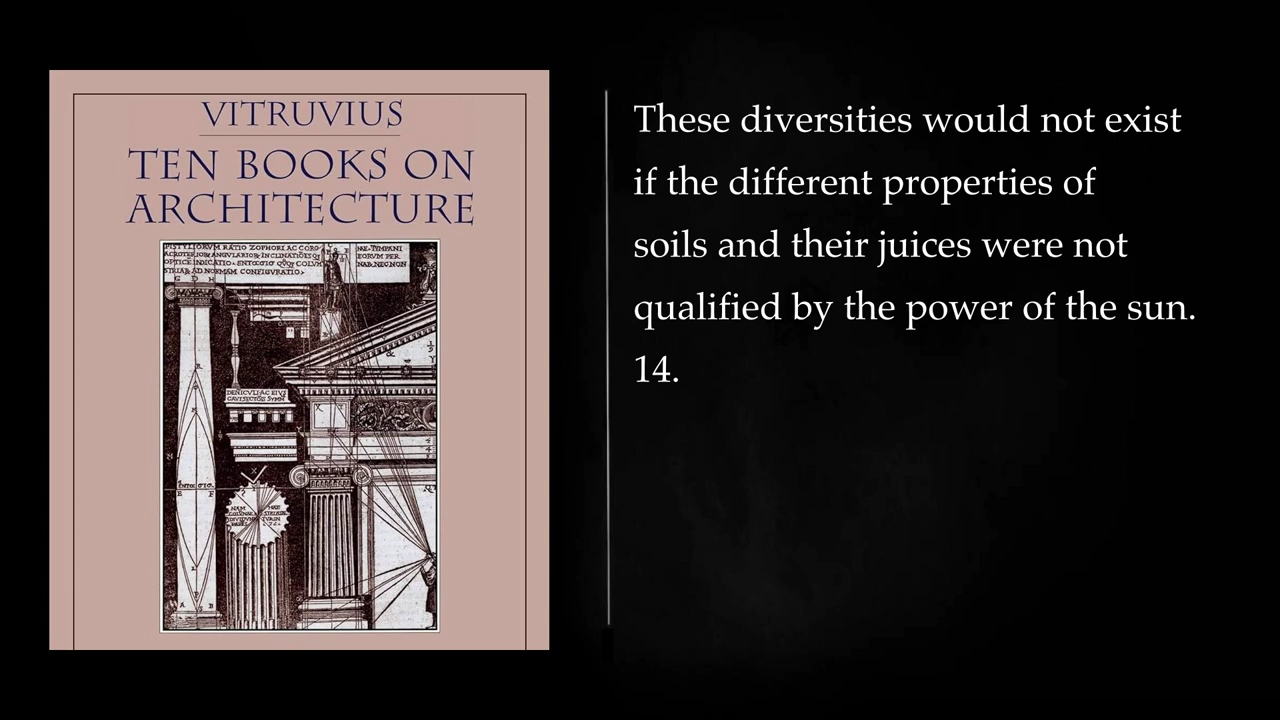 VITRUVIUS
TEN BOOKS ON
ARCHITECTURE
These diversities would not exist
if the different properties of
soils and their juices were not
qualified by the power of the sun.
14.